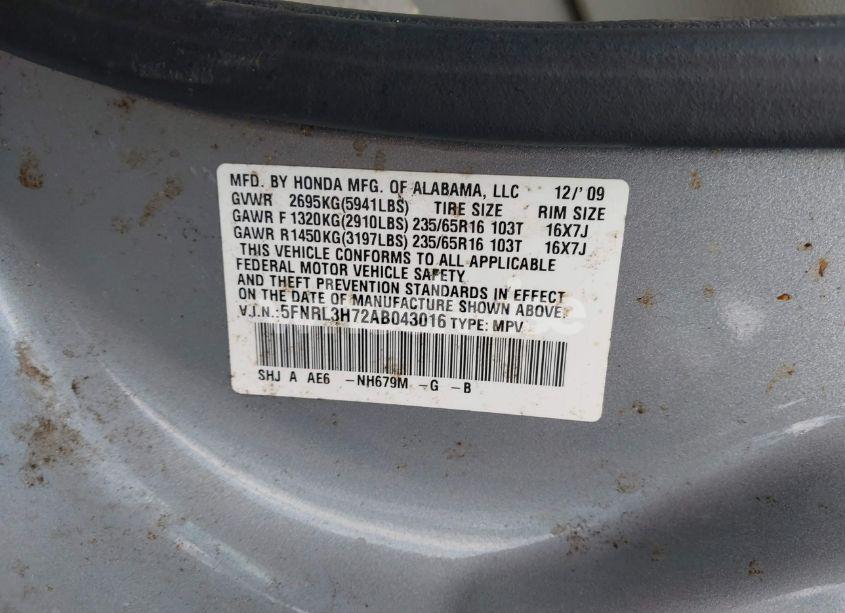 MFD. BY HONDA MFG. OF ALABAMA, LLC 12/'09
GVWR 2695KG(5941LBS) TIRE SIZE RIM SIZE
GAWR F 1320KG(2910LBS) 235/65R16 103T 16X7J
GAWR R1450KG(3197LBS) 235/65R16 103T 16X7J
THIS VEHICLE CONFORMS TO ALL APPLICABLE
FEDERAL MOTOR VEHICLE SAFETY
AND THEFT PREVENTION STANDARDS IN EFFECT
ON THE DATE OF MANUFACTURE SHOWN ABOVE.
V.I.N.:5FNRL3H72AB043016 TYPE: MPV
SHJ A AE6 -NH679M -G -B